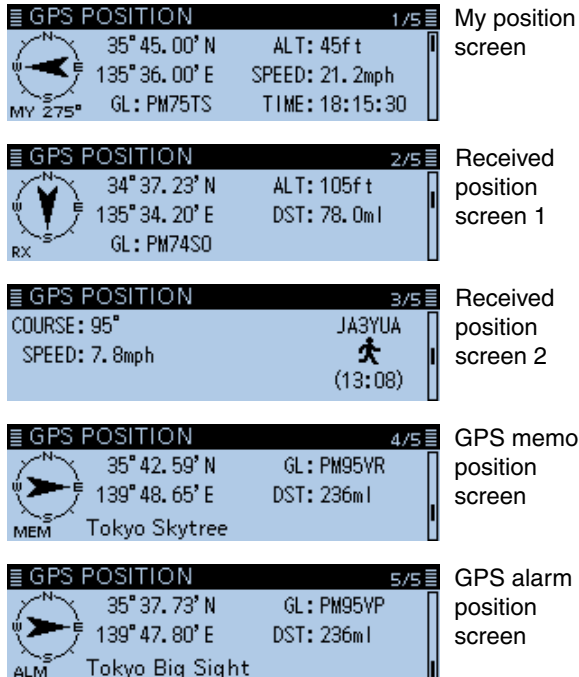 GPS POSITION 1/5
N W E S
35°45.00'N ALT:45ft
135°36.00'E SPEED:21.2mph
MY 275° GL:PM75TS TIME:18:15:30
My position
screen
GPS POSITION 2/5
N W E S
34°37.23'N ALT:105ft
135°34.20'E DST:78.0ml
RX GL:PM74SO
Received
position
screen 1
GPS POSITION 3/5
COURSE:95° JA3YUA
SPEED:7.8mph
(13:08)
Received
position
screen 2
GPS POSITION 4/5
N W E S
35°42.59'N GL:PM95VR
139°48.65'E DST:236ml
MEM Tokyo Skytree
GPS memo
position
screen
GPS POSITION 5/5
N W E S
35°37.73'N GL:PM95VP
139°47.80'E DST:236ml
ALM Tokyo Big Sight
GPS alarm
position
screen